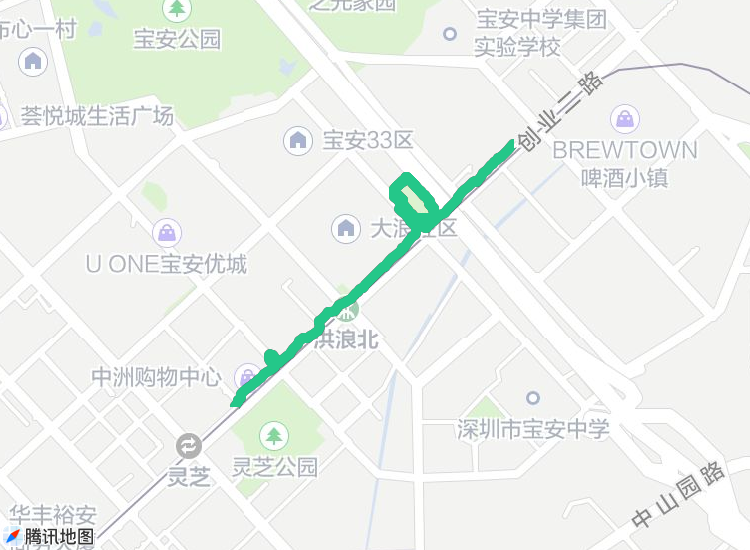 之光家园
布心一村
宝安公园
宝安中学集团
实验学校
荟悦城生活广场
宝安33区
创业二路
BREWTOWN
啤酒小镇
大浪社区
U ONE宝安优城
洪浪北
中洲购物中心
深圳市宝安中学
灵芝公园
灵芝
中山园路
华丰裕安
腾讯地图